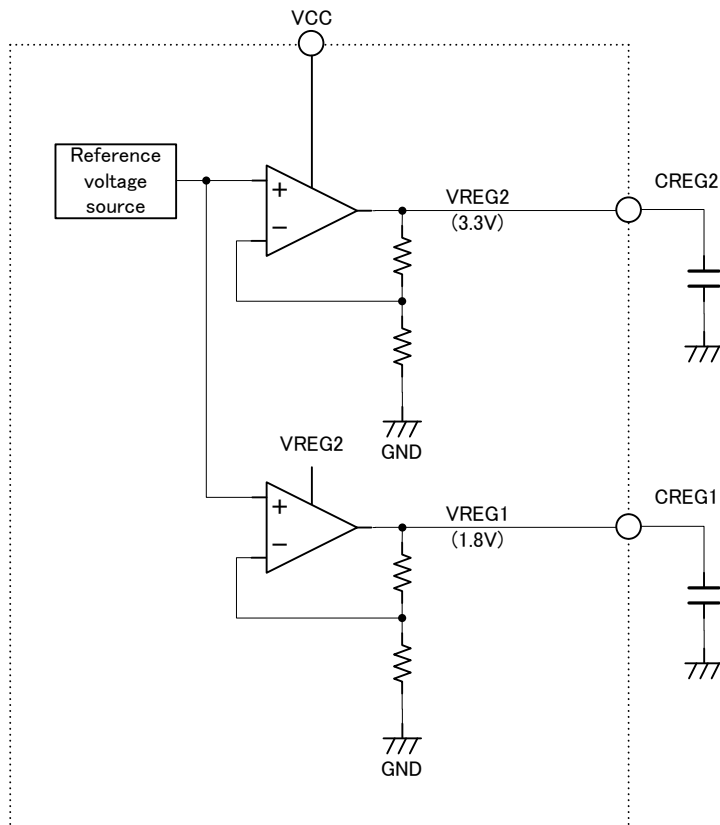 VCC
Reference
voltage
source
+
−
VREG2
(3.3V)
CREG2
GND
VREG2
+
−
VREG1
(1.8V)
CREG1
GND